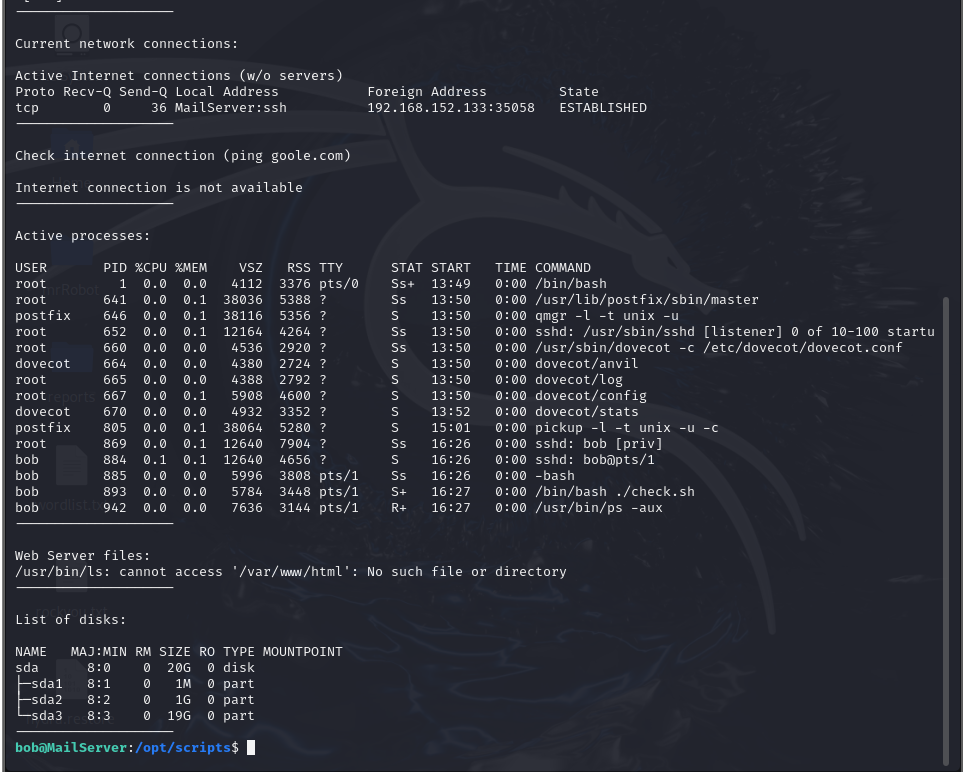 Current network connections:
Active Internet connections (w/o servers)
Proto Recv-Q Send-Q Local Address           Foreign Address         State
tcp        0     36 MailServer:ssh          192.168.152.133:35058   ESTABLISHED
Check internet connection (ping goole.com)
Internet connection is not available
Active processes:
USER       PID %CPU %MEM    VSZ   RSS TTY      STAT START   TIME COMMAND
root         1  0.0  0.0   4112  3376 pts/0    Ss+  13:49   0:00 /bin/bash
root       641  0.0  0.1  38036  5388 ?        Ss   13:50   0:00 /usr/lib/postfix/sbin/master
postfix    646  0.0  0.1  38116  5356 ?        S    13:50   0:00 qmgr -l -t unix -u
root       652  0.0  0.1  12164  4264 ?        Ss   13:50   0:00 sshd: /usr/sbin/sshd [listener] 0 of 10-100 startu
root       660  0.0  0.0   4536  2920 ?        Ss   13:50   0:00 /usr/sbin/dovecot -c /etc/dovecot/dovecot.conf
dovecot    664  0.0  0.0   4380  2724 ?        S    13:50   0:00 dovecot/anvil
root       665  0.0  0.0   4388  2792 ?        S    13:50   0:00 dovecot/log
root       667  0.0  0.1   5908  4600 ?        S    13:50   0:00 dovecot/config
dovecot    670  0.0  0.0   4932  3352 ?        S    13:52   0:00 dovecot/stats
postfix    805  0.0  0.1  38064  5280 ?        S    15:01   0:00 pickup -l -t unix -u -c
root       869  0.0  0.1  12640  7904 ?        Ss   16:26   0:00 sshd: bob [priv]
bob        884  0.1  0.1  12640  4656 ?        S    16:26   0:00 sshd: bob@pts/1
bob        885  0.0  0.0   5996  3808 pts/1    Ss   16:26   0:00 -bash
bob        893  0.0  0.0   5784  3448 pts/1    S+   16:27   0:00 /bin/bash ./check.sh
bob        942  0.0  0.0   7636  3144 pts/1    R+   16:27   0:00 /usr/bin/ps -aux
Web Server files:
/usr/bin/ls: cannot access '/var/www/html': No such file or directory
List of disks:
NAME   MAJ:MIN RM SIZE RO TYPE MOUNTPOINT
sda      8:0    0  20G  0 disk
├─sda1   8:1    0   1M  0 part
├─sda2   8:2    0   1G  0 part
└─sda3   8:3    0  19G  0 part
bob@MailServer:/opt/scripts$